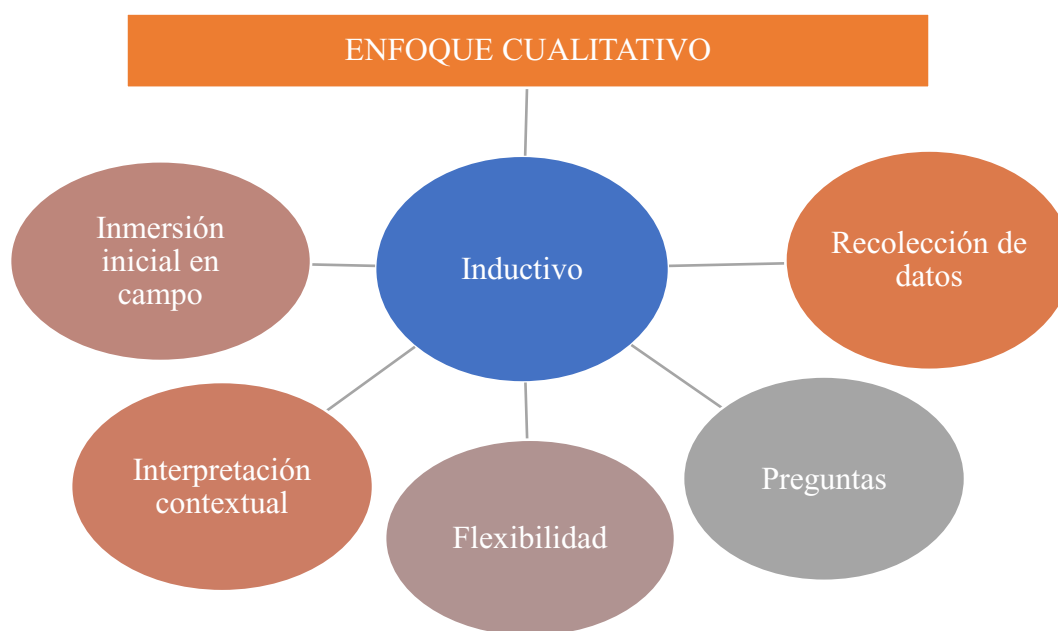 ENFOQUE CUALITATIVO
Inmersión
inicial en
campo
Inductivo
Recolección de
datos
Interpretación
contextual
Flexibilidad
Preguntas